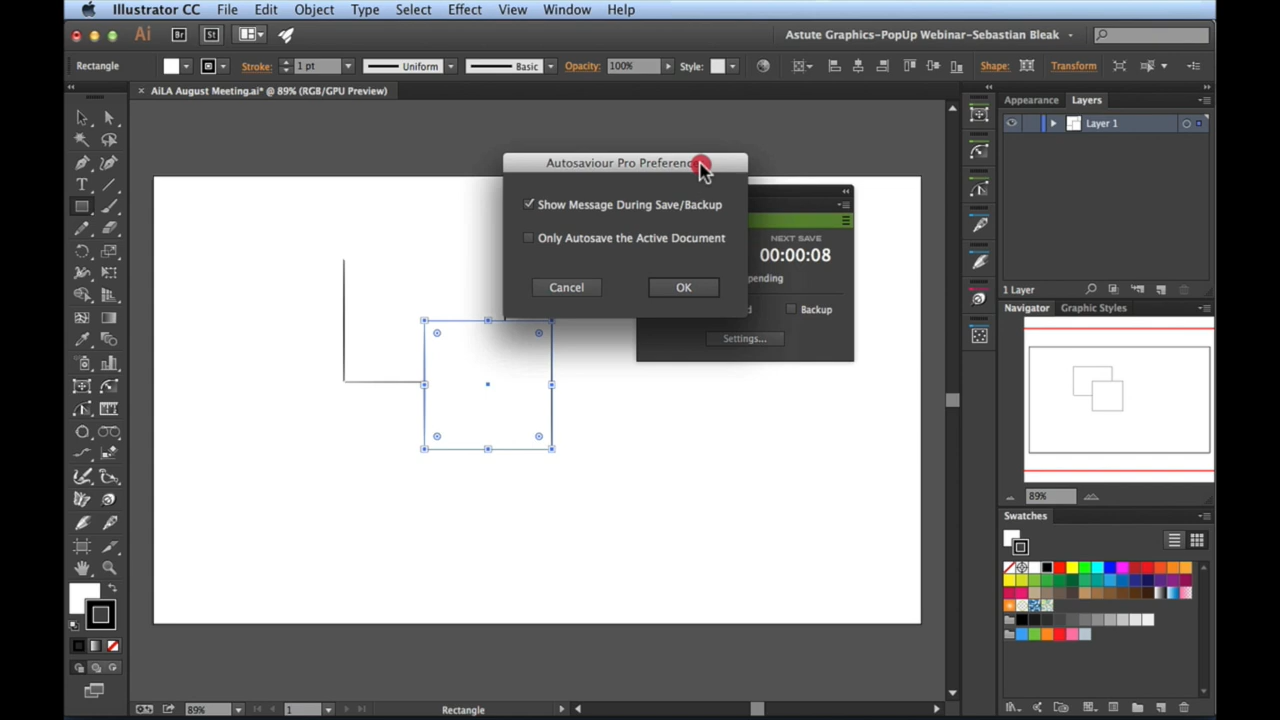 Illustrator CC File Edit Object Type Select Effect View Window Help
Ai Br St Astute Graphics-PopUp Webinar-Sebastian Bleak
Rectangle Stroke: 1 pt Uniform Basic Opacity: 100% Style: Shape: Transform
× AiLA August Meeting.ai* @ 89% (RGB/GPU Preview)
Appearance Layers
Layer 1
Autosaviour Pro Preferenc
Show Message During Save/Backup
Only Autosave the Active Document
Cancel OK
NEXT SAVE
00:00:08
pending
d Backup
Settings...
1 Layer
Navigator Graphic Styles
89%
Swatches
89% 1 Rectangle